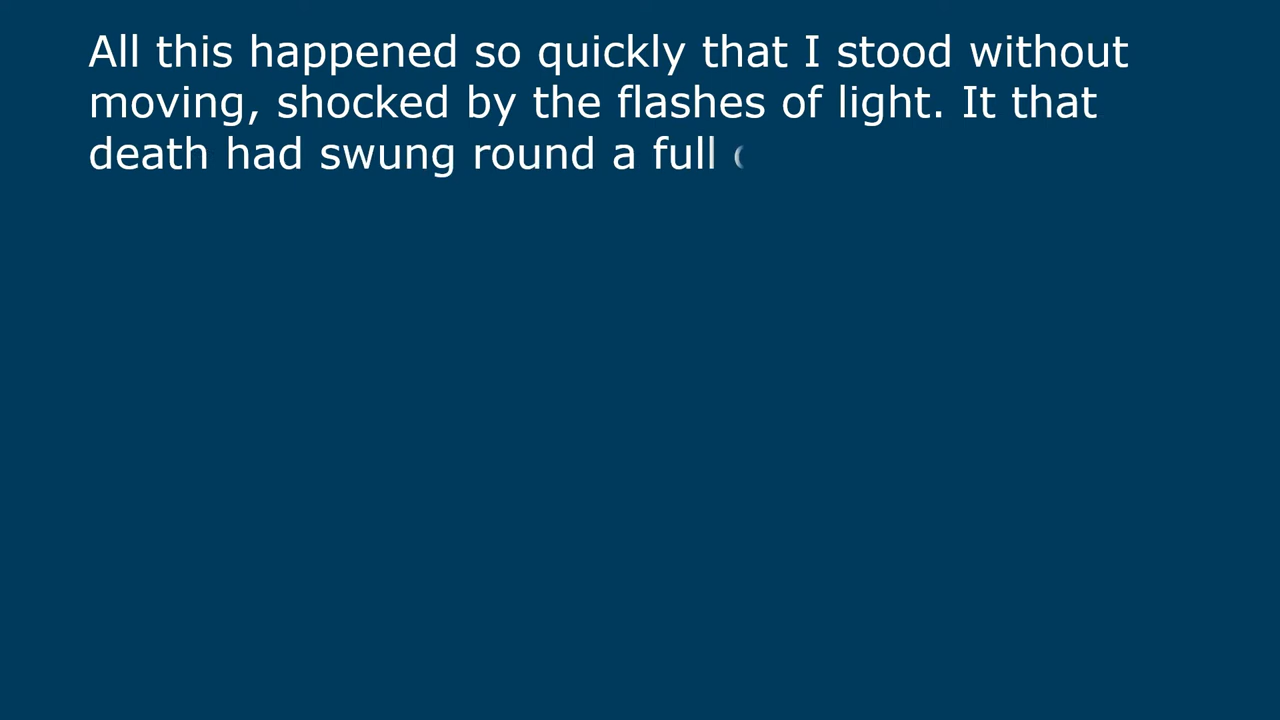 All this happened so quickly that I stood without
moving, shocked by the flashes of light. It that
death had swung round a full